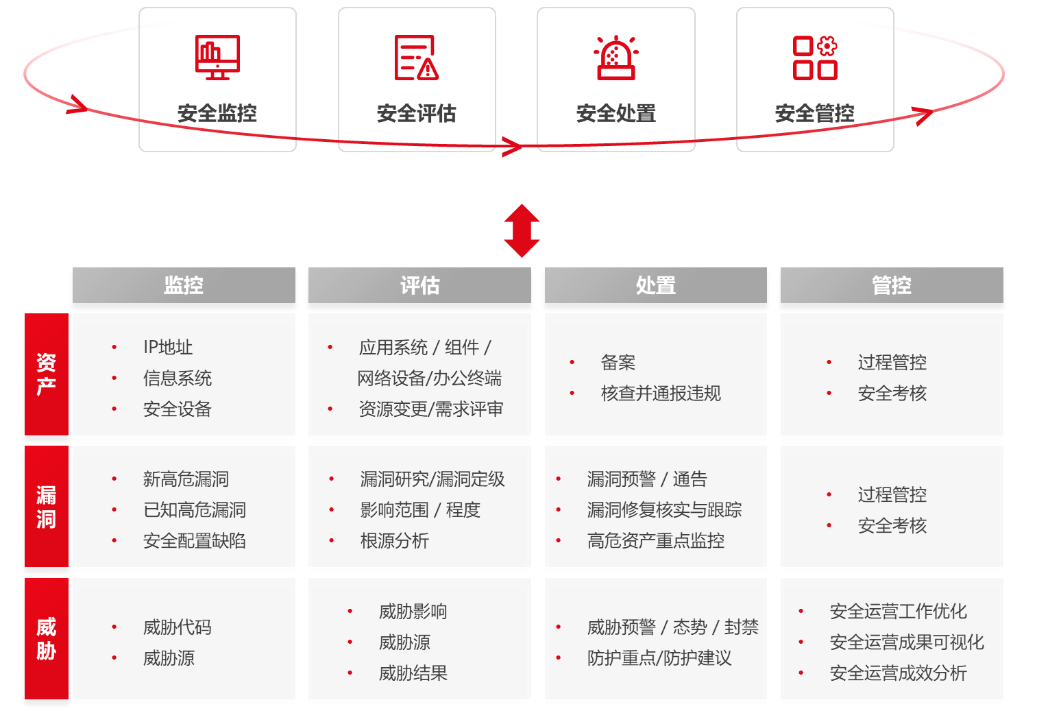 安全监控
安全评估
安全处置
安全管控
监控
评估
处置
管控
资产
• IP地址
• 信息系统
• 安全设备
• 应用系统 / 组件 /
网络设备/办公终端
• 资源变更/需求评审
• 备案
• 核查并通报违规
• 过程管控
• 安全考核
漏洞
• 新高危漏洞
• 已知高危漏洞
• 安全配置缺陷
• 漏洞研究/漏洞定级
• 影响范围 / 程度
• 根源分析
• 漏洞预警 / 通告
• 漏洞修复核实与跟踪
• 高危资产重点监控
• 过程管控
• 安全考核
威胁
• 威胁代码
• 威胁源
• 威胁影响
• 威胁源
• 威胁结果
• 威胁预警 / 态势 / 封禁
• 防护重点/防护建议
• 安全运营工作优化
• 安全运营成果可视化
• 安全运营成效分析